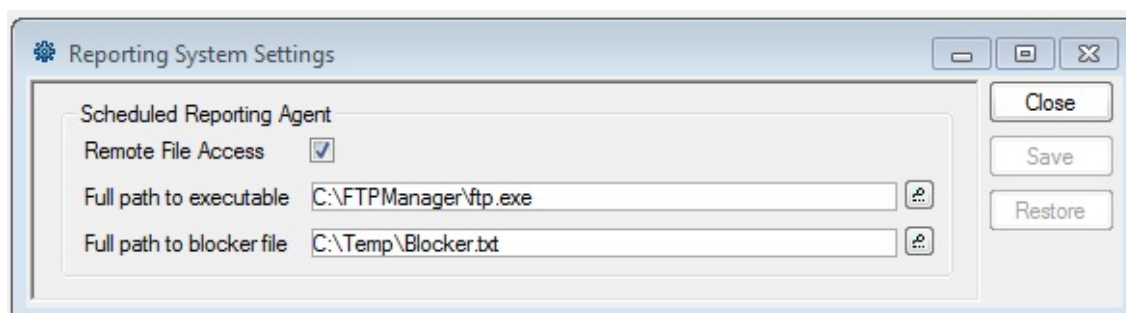 Reporting System Settings
Close
Scheduled Reporting Agent
Remote File Access
Save
Full path to executable C:\FTPManager\ftp.exe
Restore
Full path to blocker file C:\Temp\Blocker.txt